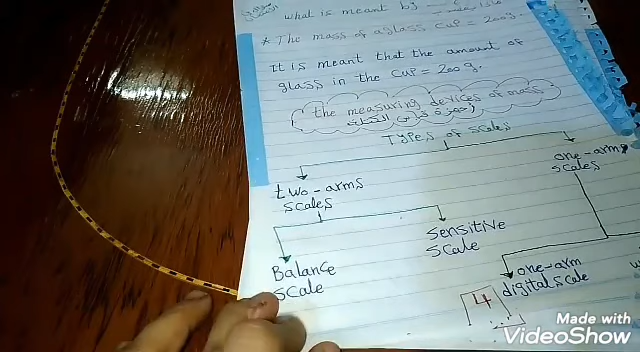 what is meant by
* The mass of a glass cup = 200 g.
It is meant that the amount of
glass in the cup = 200 g.
the measuring devices of mass
TYPes of scales
two-arms
scales
one-arm
scales
Balance
scale
sensitive
scale
one-arm
digital scale
4
Made with
VideoShow